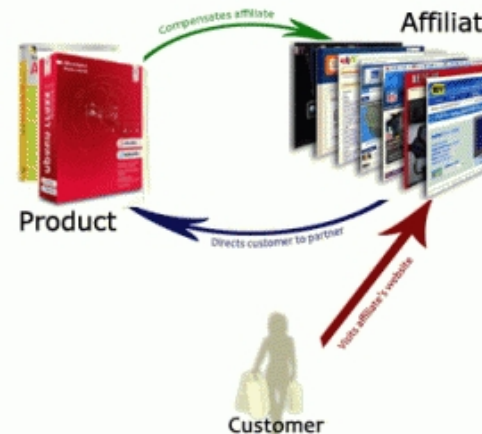 Compensates affiliate
Affiliat
Product
Directs customer to partner
Visits affiliate's website
Customer